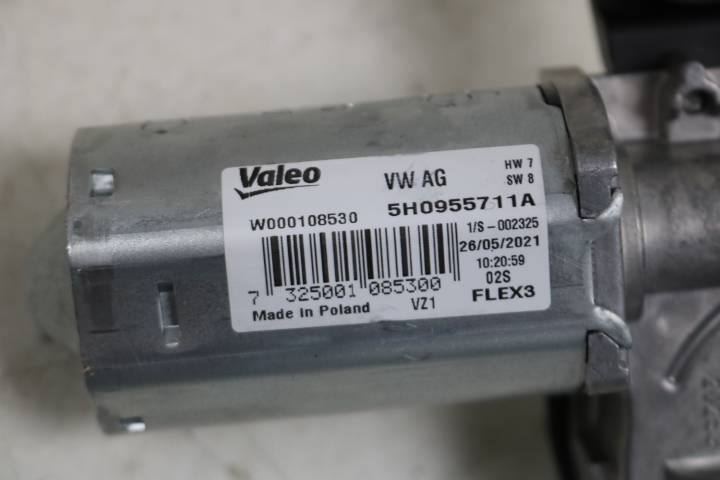 Valeo
VW AG
HW 7
SW 8
W000108530
5H0955711A
1/S - 002325
26/05/2021
10:20:59
02S
7 325001 085300
VZ1
FLEX3
Made in Poland